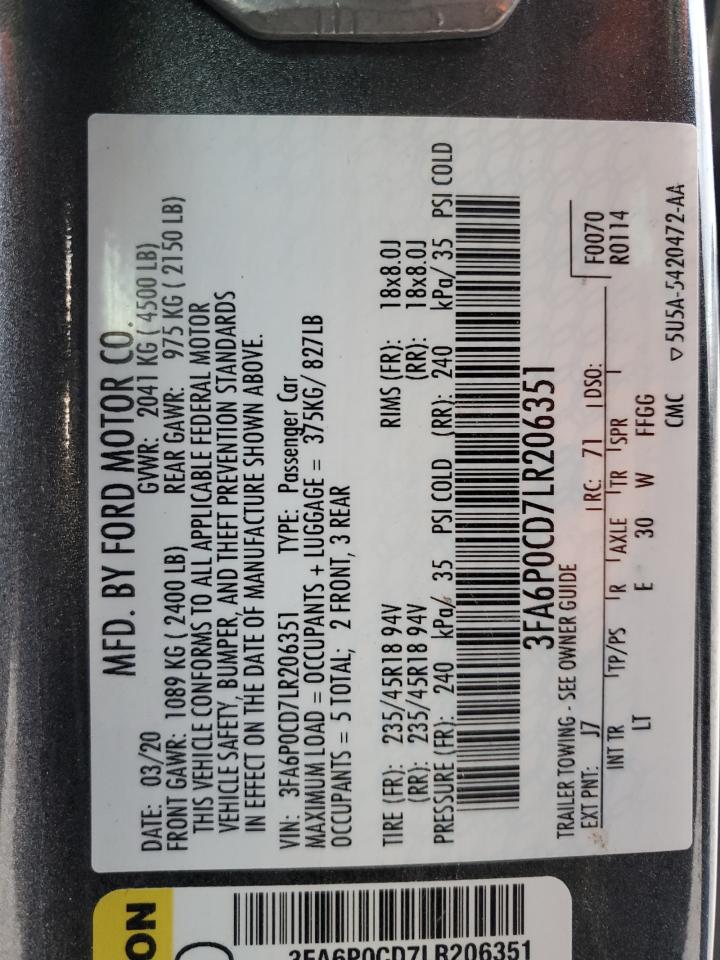 MFD. BY FORD MOTOR CO.
DATE: 03/20 GVWR: 2041 KG ( 4500 LB)
FRONT GAWR: 1089 KG ( 2400 LB) REAR GAWR: 975 KG ( 2150 LB)
THIS VEHICLE CONFORMS TO ALL APPLICABLE FEDERAL MOTOR
VEHICLE SAFETY, BUMPER, AND THEFT PREVENTION STANDARDS
IN EFFECT ON THE DATE OF MANUFACTURE SHOWN ABOVE.
VIN: 3FA6P0CD7LR206351 TYPE: Passenger Car
MAXIMUM LOAD = OCCUPANTS + LUGGAGE = 375KG/ 827LB
OCCUPANTS = 5 TOTAL; 2 FRONT, 3 REAR
TIRE (FR): 235/45R18 94V RIMS (FR): 18x8.0J
(RR): 235/45R18 94V (RR): 18x8.0J
PRESSURE (FR): 240 kPa/ 35 PSI COLD (RR): 240 kPa/ 35 PSI COLD
3FA6P0CD7LR206351
TRAILER TOWING - SEE OWNER GUIDE
EXT PNT: J7 RC: 71 DSO: F0070
R0114
INT TR TP/PS R AXLE TR SPR
LT E 30 W FFGG
CMC ▽5U5A-5420472-AA
ON
3FA6P0CD7LR206351